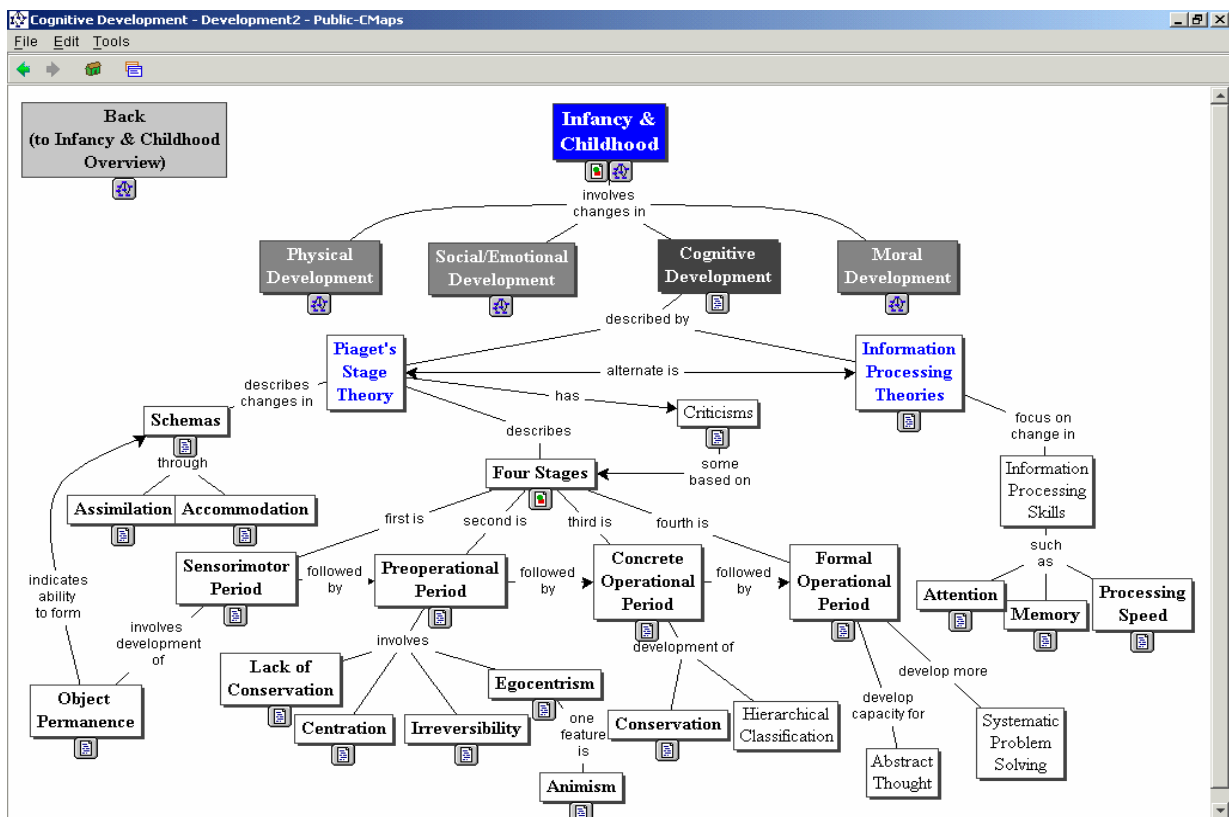 Cognitive Development - Development2 - Public-CMaps
File Edit Tools
Back
(to Infancy & Childhood
Overview)
Infancy &
Childhood
involves
changes in
Physical
Development
Social/Emotional
Development
Cognitive
Development
Moral
Development
described by
Piaget's
Stage
Theory
alternate is
Information
Processing
Theories
describes
changes in
has
Criticisms
focus on
change in
Schemas
describes
some
based on
through
Four Stages
Information
Processing
Skills
Assimilation
Accommodation
first is
second is
third is
fourth is
such
as
Sensorimotor
Period
followed
by
Preoperational
Period
followed
by
Concrete
Operational
Period
followed
by
Formal
Operational
Period
Attention
Memory
Processing
Speed
indicates
ability
to form
involves
development
of
involves
development of
develop more
Object
Permanence
Lack of
Conservation
Centration
Irreversibility
Egocentrism
one
feature
is
Animism
Conservation
Hierarchical
Classification
develop
capacity for
Abstract
Thought
Systematic
Problem
Solving